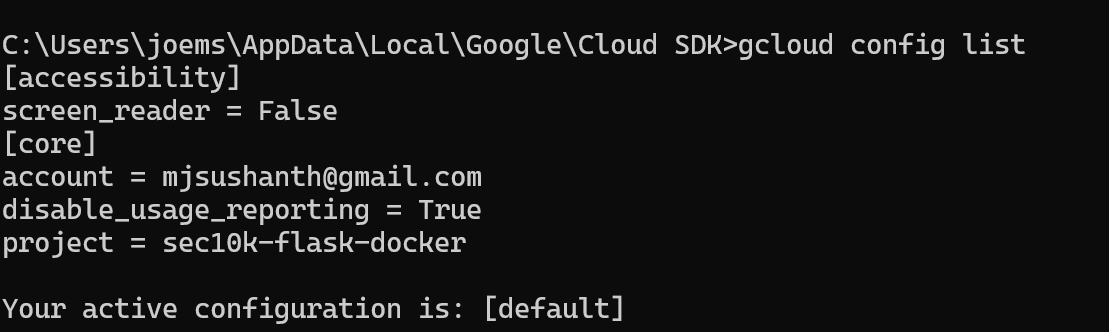 C:\Users\joems\AppData\Local\Google\Cloud SDK>gcloud config list
[accessibility]
screen_reader = False
[core]
account = mjsushanth@gmail.com
disable_usage_reporting = True
project = sec10k-flask-docker
Your active configuration is: [default]